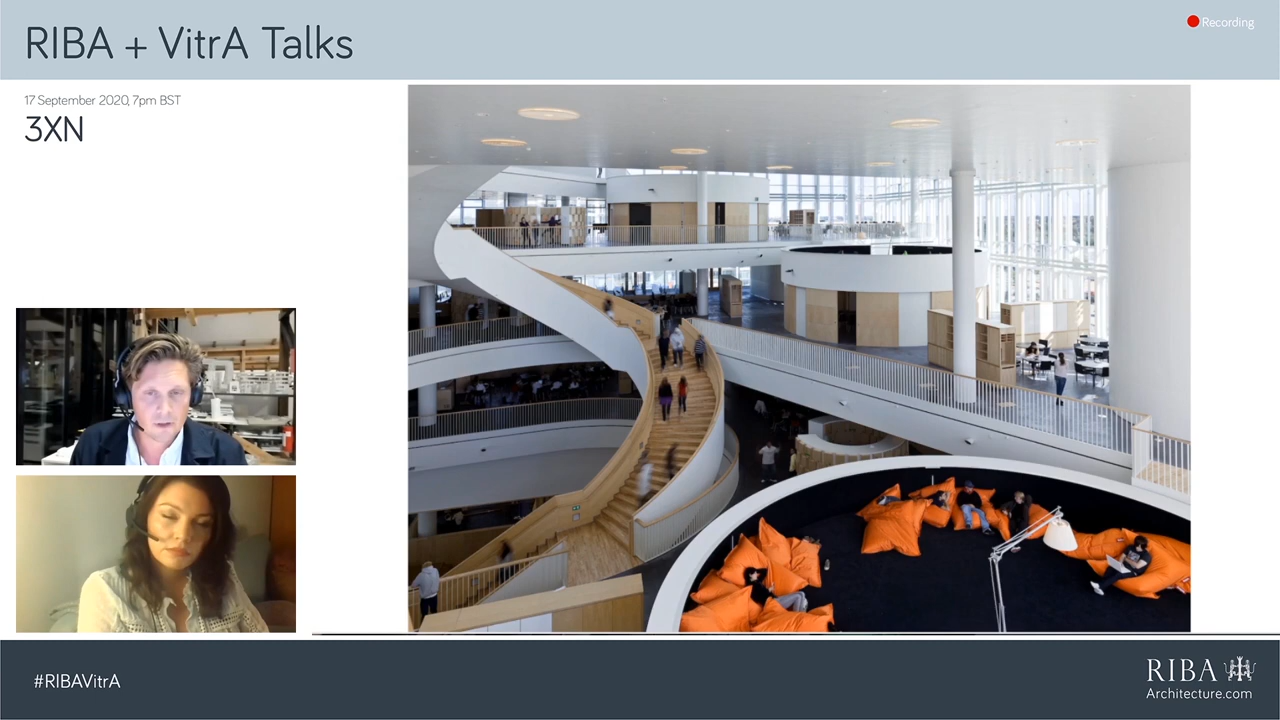 RIBA + VitrA Talks
Recording
17 September 2020, 7pm BST
3XN
#RIBAVitrA
RIBA
Architecture.com